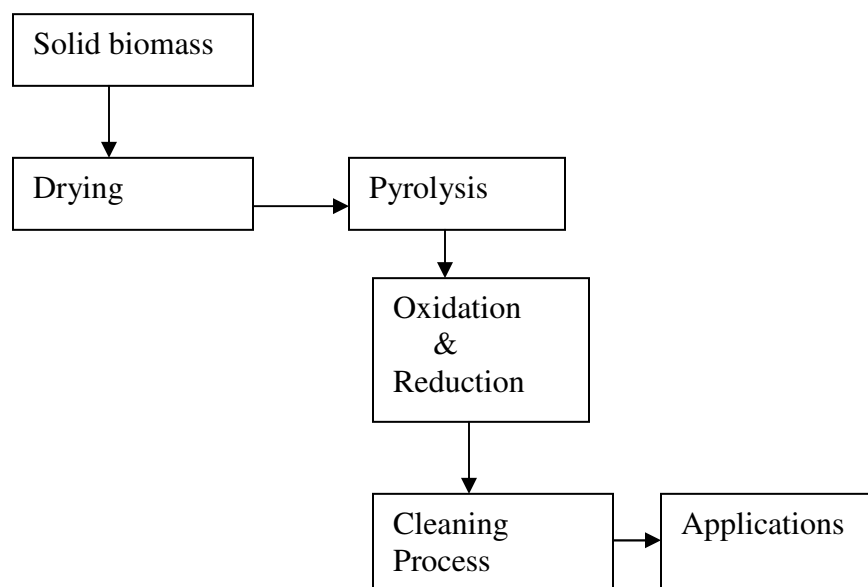 Solid biomass
Drying
Pyrolysis
Oxidation
&
Reduction
Cleaning
Process
Applications